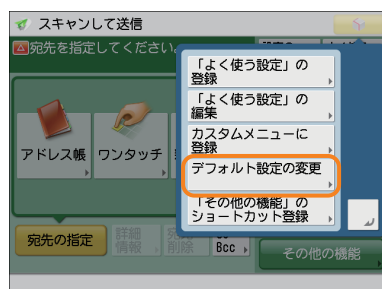 スキャンして送信
宛先を指定してください。
「よく使う設定」の
登録
「よく使う設定」の
編集
カスタムメニューに
登録
デフォルト設定の変更
「その他の機能」の
ショートカット登録
アドレス帳
ワンタッチ
宛先の指定
詳細
情報
削除
Bcc
その他の機能